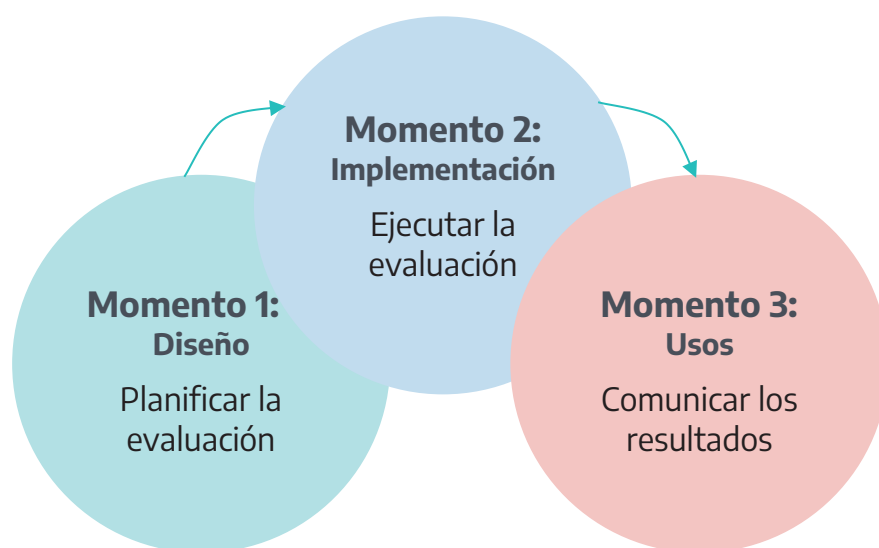 Momento 1:
Diseño
Planificar la
evaluación
Momento 2:
Implementación
Ejecutar la
evaluación
Momento 3:
Usos
Comunicar los
resultados